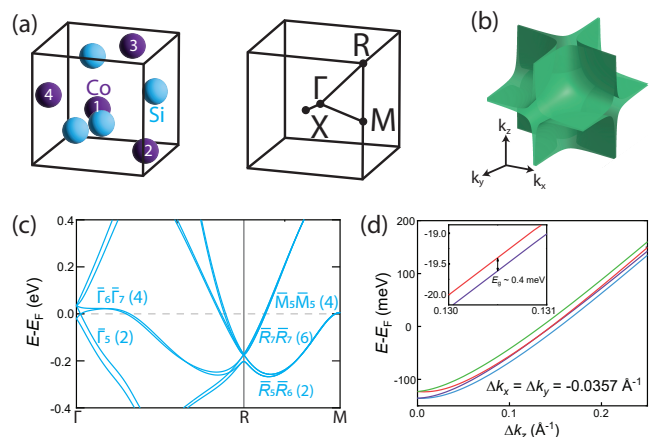 (a)
3
4
Co
1
Si
2
R
Γ
X
M
(b)
k_z
k_y
k_x
(c)
0.4
0.2
0.0
-0.2
-0.4
E-E_F (eV)
Γ̅₆Γ̅₇ (4)
Γ̅₅ (2)
M̅₅M̅₅ (4)
R̅₇R̅₇ (6)
R̅₅R̅₆ (2)
Γ
R
M
(d)
200
100
0
-100
E-E_F (meV)
-19.0
-19.5
-20.0
E_g ~ 0.4 meV
0.130
0.131
Δk_x = Δk_y = -0.0357 Å⁻¹
0.0
0.1
0.2
Δk_z (Å⁻¹)